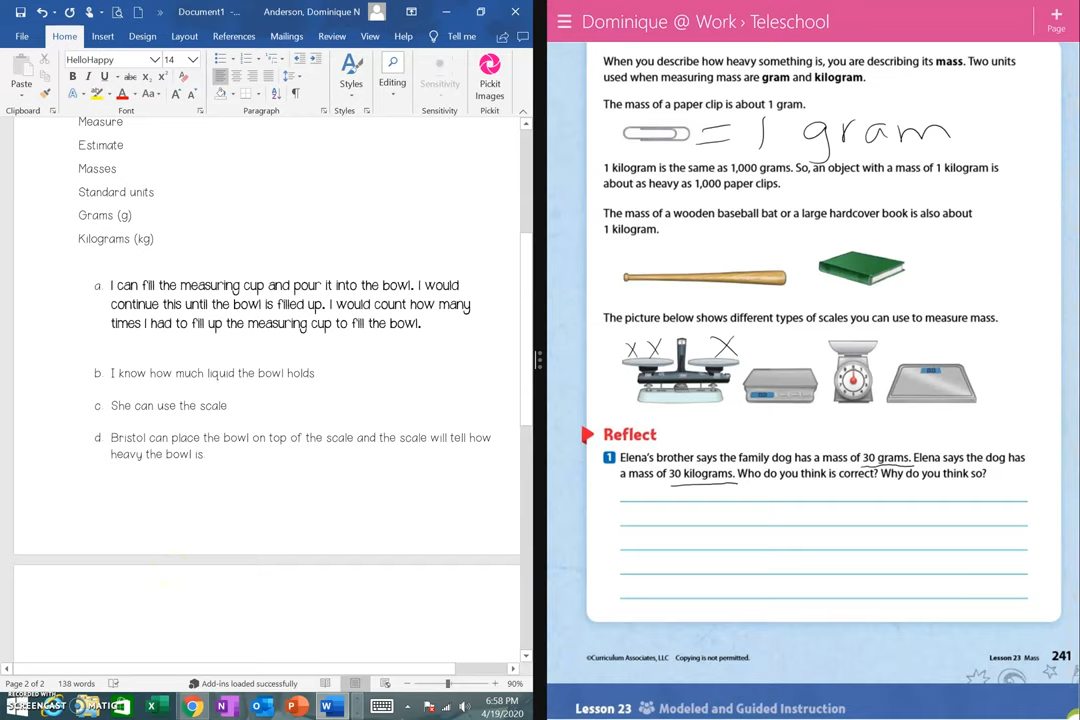 Document1 -...
Anderson, Dominique N
File
Home
Insert
Design
Layout
References
Mailings
Review
View
Help
Tell me
Paste
Clipboard
HelloHappy
14
Font
Paragraph
Styles
Styles
Editing
Sensitivity
Sensitivity
Pickit
Images
Pickit
Measure
Estimate
Masses
Standard units
Grams (g)
Kilograms (kg)
a. I can fill the measuring cup and pour it into the bowl. I would
continue this until the bowl is filled up. I would count how many
times I had to fill up the measuring cup to fill the bowl.
b. I know how much liquid the bowl holds
c. She can use the scale
d. Bristol can place the bowl on top of the scale and the scale will tell how
heavy the bowl is
Page 2 of 2
138 words
Add-ins loaded successfully
90%
RECORDED WITH
SCREENCAST MATIC
6:58 PM
4/19/2020
Dominique @ Work › Teleschool
Page
When you describe how heavy something is, you are describing its mass. Two units
used when measuring mass are gram and kilogram.
The mass of a paper clip is about 1 gram.
= 1 gram
1 kilogram is the same as 1,000 grams. So, an object with a mass of 1 kilogram is
about as heavy as 1,000 paper clips.
The mass of a wooden baseball bat or a large hardcover book is also about
1 kilogram.
The picture below shows different types of scales you can use to measure mass.
X X X
Reflect
1 Elena's brother says the family dog has a mass of 30 grams. Elena says the dog has
a mass of 30 kilograms. Who do you think is correct? Why do you think so?
©Curriculum Associates, LLC Copying is not permitted.
Lesson 23 Mass 241
Lesson 23 Modeled and Guided Instruction